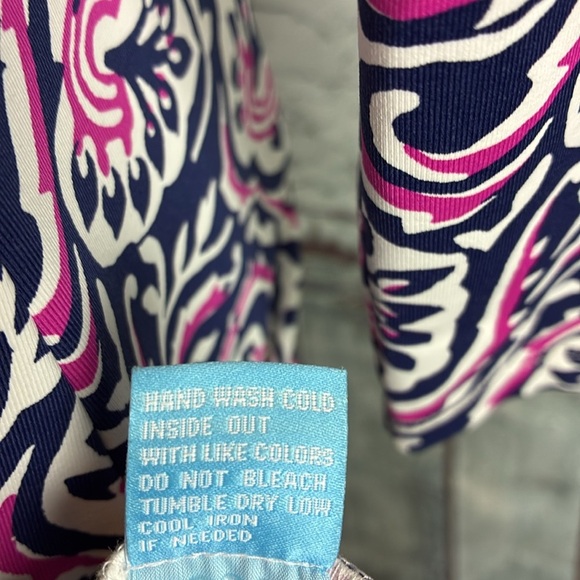 HAND WASH COLD
INSIDE OUT
WITH LIKE COLORS
DO NOT BLEACH
TUMBLE DRY LOW
COOL IRON
IF NEEDED